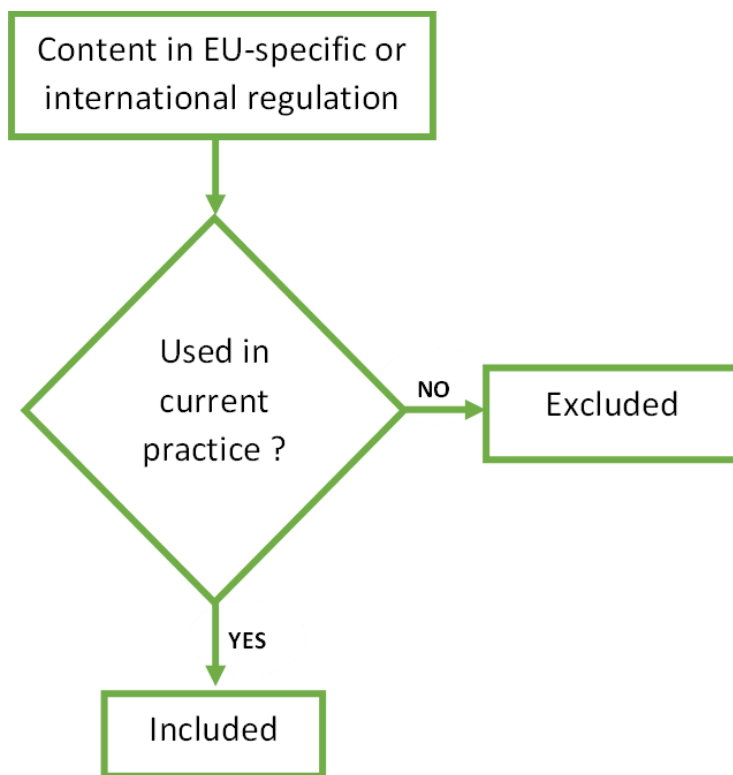 Content in EU-specific or
international regulation
Used in
current
practice ?
NO
Excluded
YES
Included